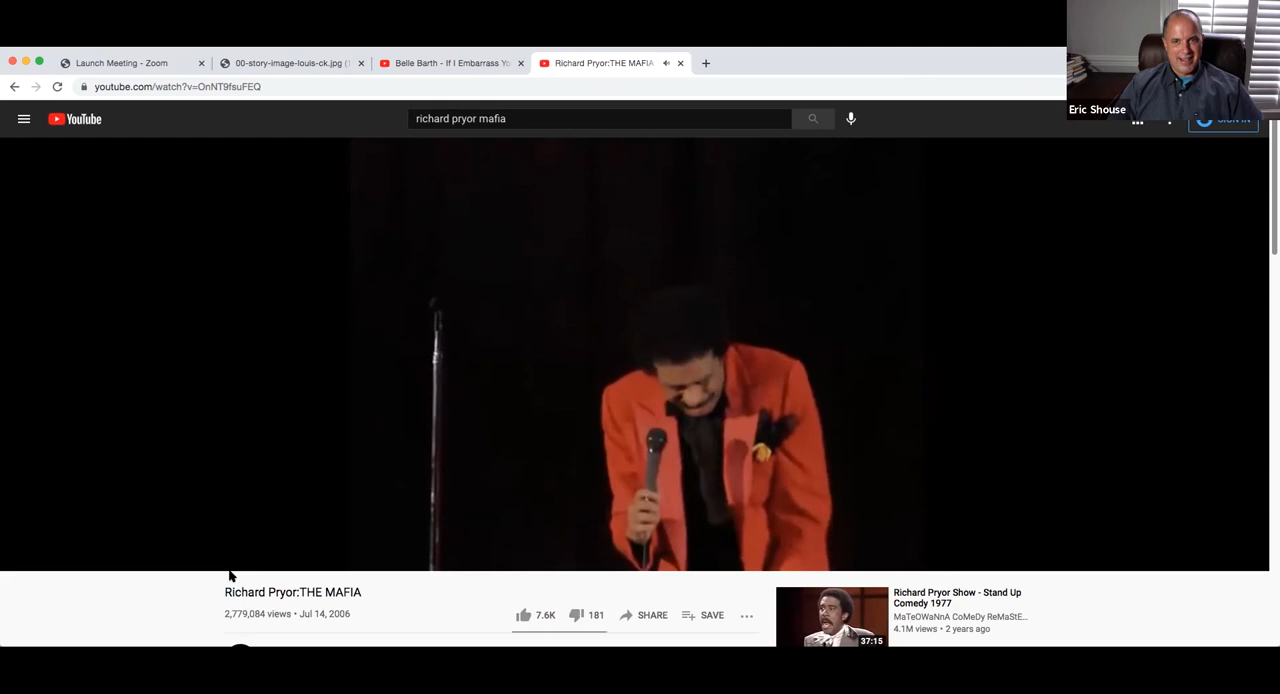 Launch Meeting - Zoom
00-story-image-louis-ck.jpg (
Belle Barth - If I Embarrass Yo
Richard Pryor:THE MAFIA
youtube.com/watch?v=OnNT9fsuFEQ
Eric Shouse
YouTube
richard pryor mafia
SIGN IN
Richard Pryor:THE MAFIA
2,779,084 views • Jul 14, 2006
7.6K
181
SHARE
SAVE
Richard Pryor Show - Stand Up
Comedy 1977
MaTeOWaNnA CoMeDy ReMaStE...
4.1M views • 2 years ago
37:15